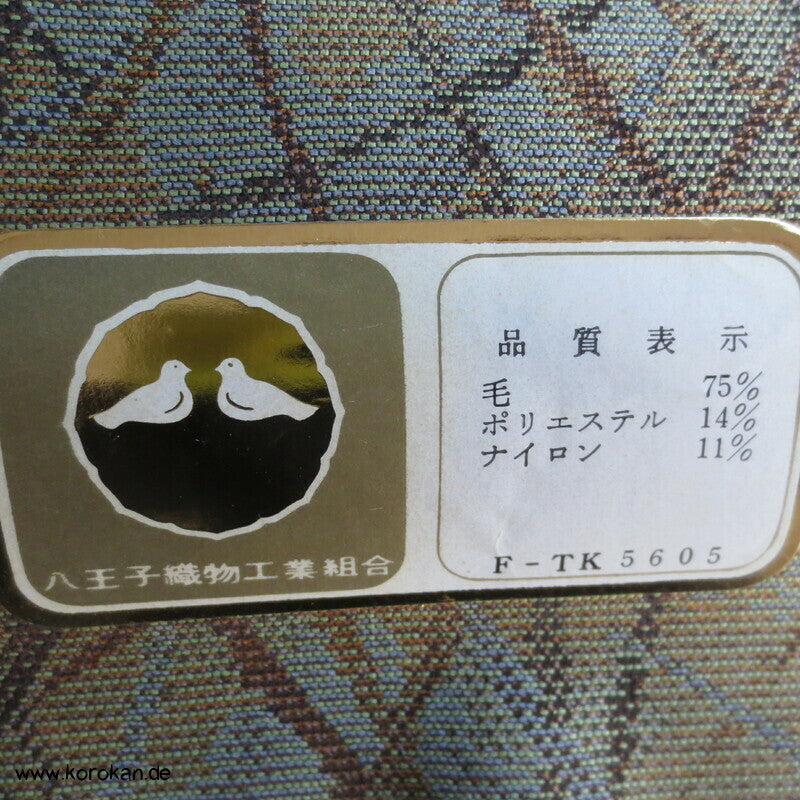 八王子織物工業組合
品質表示
毛 75%
ポリエステル 14%
ナイロン 11%
F-TK 5605
www.korokan.de